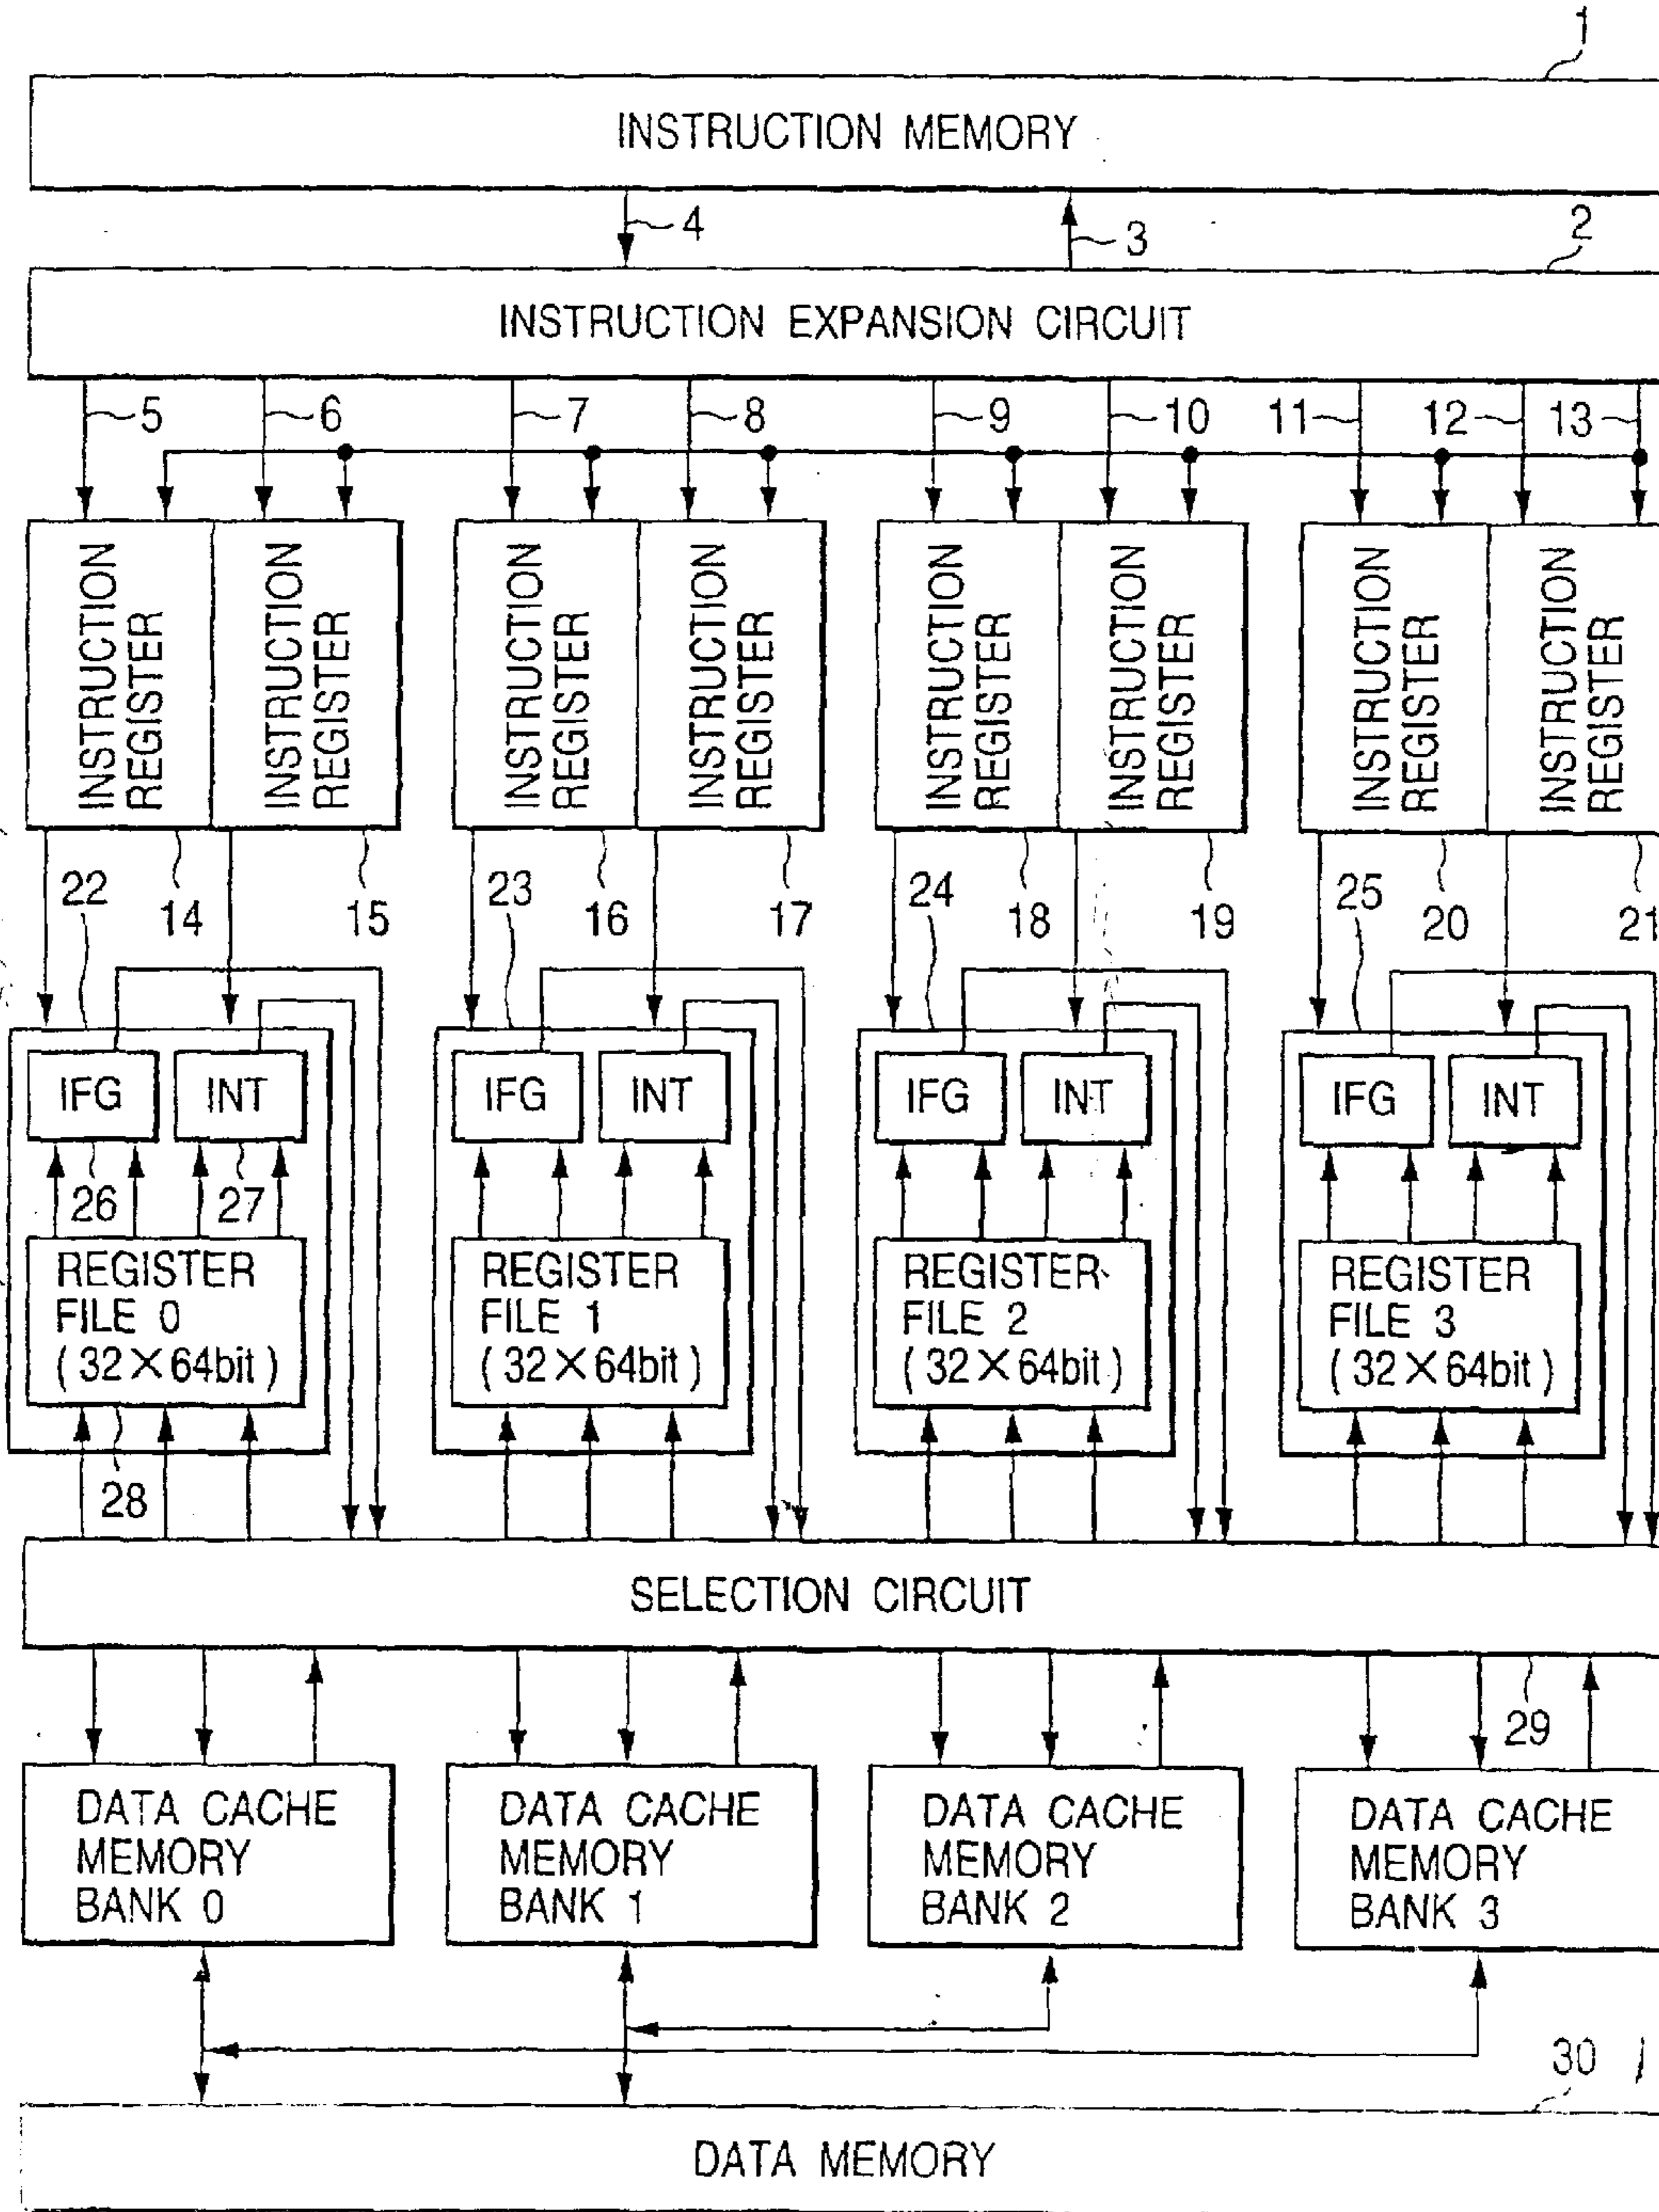 1
INSTRUCTION MEMORY
4
3
2
INSTRUCTION EXPANSION CIRCUIT
5
6
7
8
9
10
11
12
13
INSTRUCTION
REGISTER
INSTRUCTION
REGISTER
INSTRUCTION
REGISTER
INSTRUCTION
REGISTER
INSTRUCTION
REGISTER
INSTRUCTION
REGISTER
INSTRUCTION
REGISTER
INSTRUCTION
REGISTER
22
14
15
23
16
17
24
18
19
25
20
21
IFG
INT
IFG
INT
IFG
INT
IFG
INT
26
27
REGISTER
FILE 0
(32×64bit)
REGISTER
FILE 1
(32×64bit)
REGISTER
FILE 2
(32×64bit)
REGISTER
FILE 3
(32×64bit)
28
SELECTION CIRCUIT
29
DATA CACHE
MEMORY
BANK 0
DATA CACHE
MEMORY
BANK 1
DATA CACHE
MEMORY
BANK 2
DATA CACHE
MEMORY
BANK 3
30
DATA MEMORY